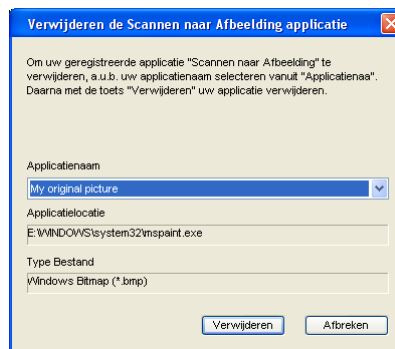 Verwijderen de Scannen naar Afbeelding applicatie
Om uw geregistreerde applicatie "Scannen naar Afbeelding" te
verwijderen, a.u.b. uw applicatienaam selecteren vanuit "Applicatienaa".
Daarna met de toets "Verwijderen" uw applicatie verwijderen.
Applicatienaam
My original picture
Applicatielocatie
E:\WINDOWS\system32\mspaint.exe
Type Bestand
Windows Bitmap (*.bmp)
Verwijderen Afbreken